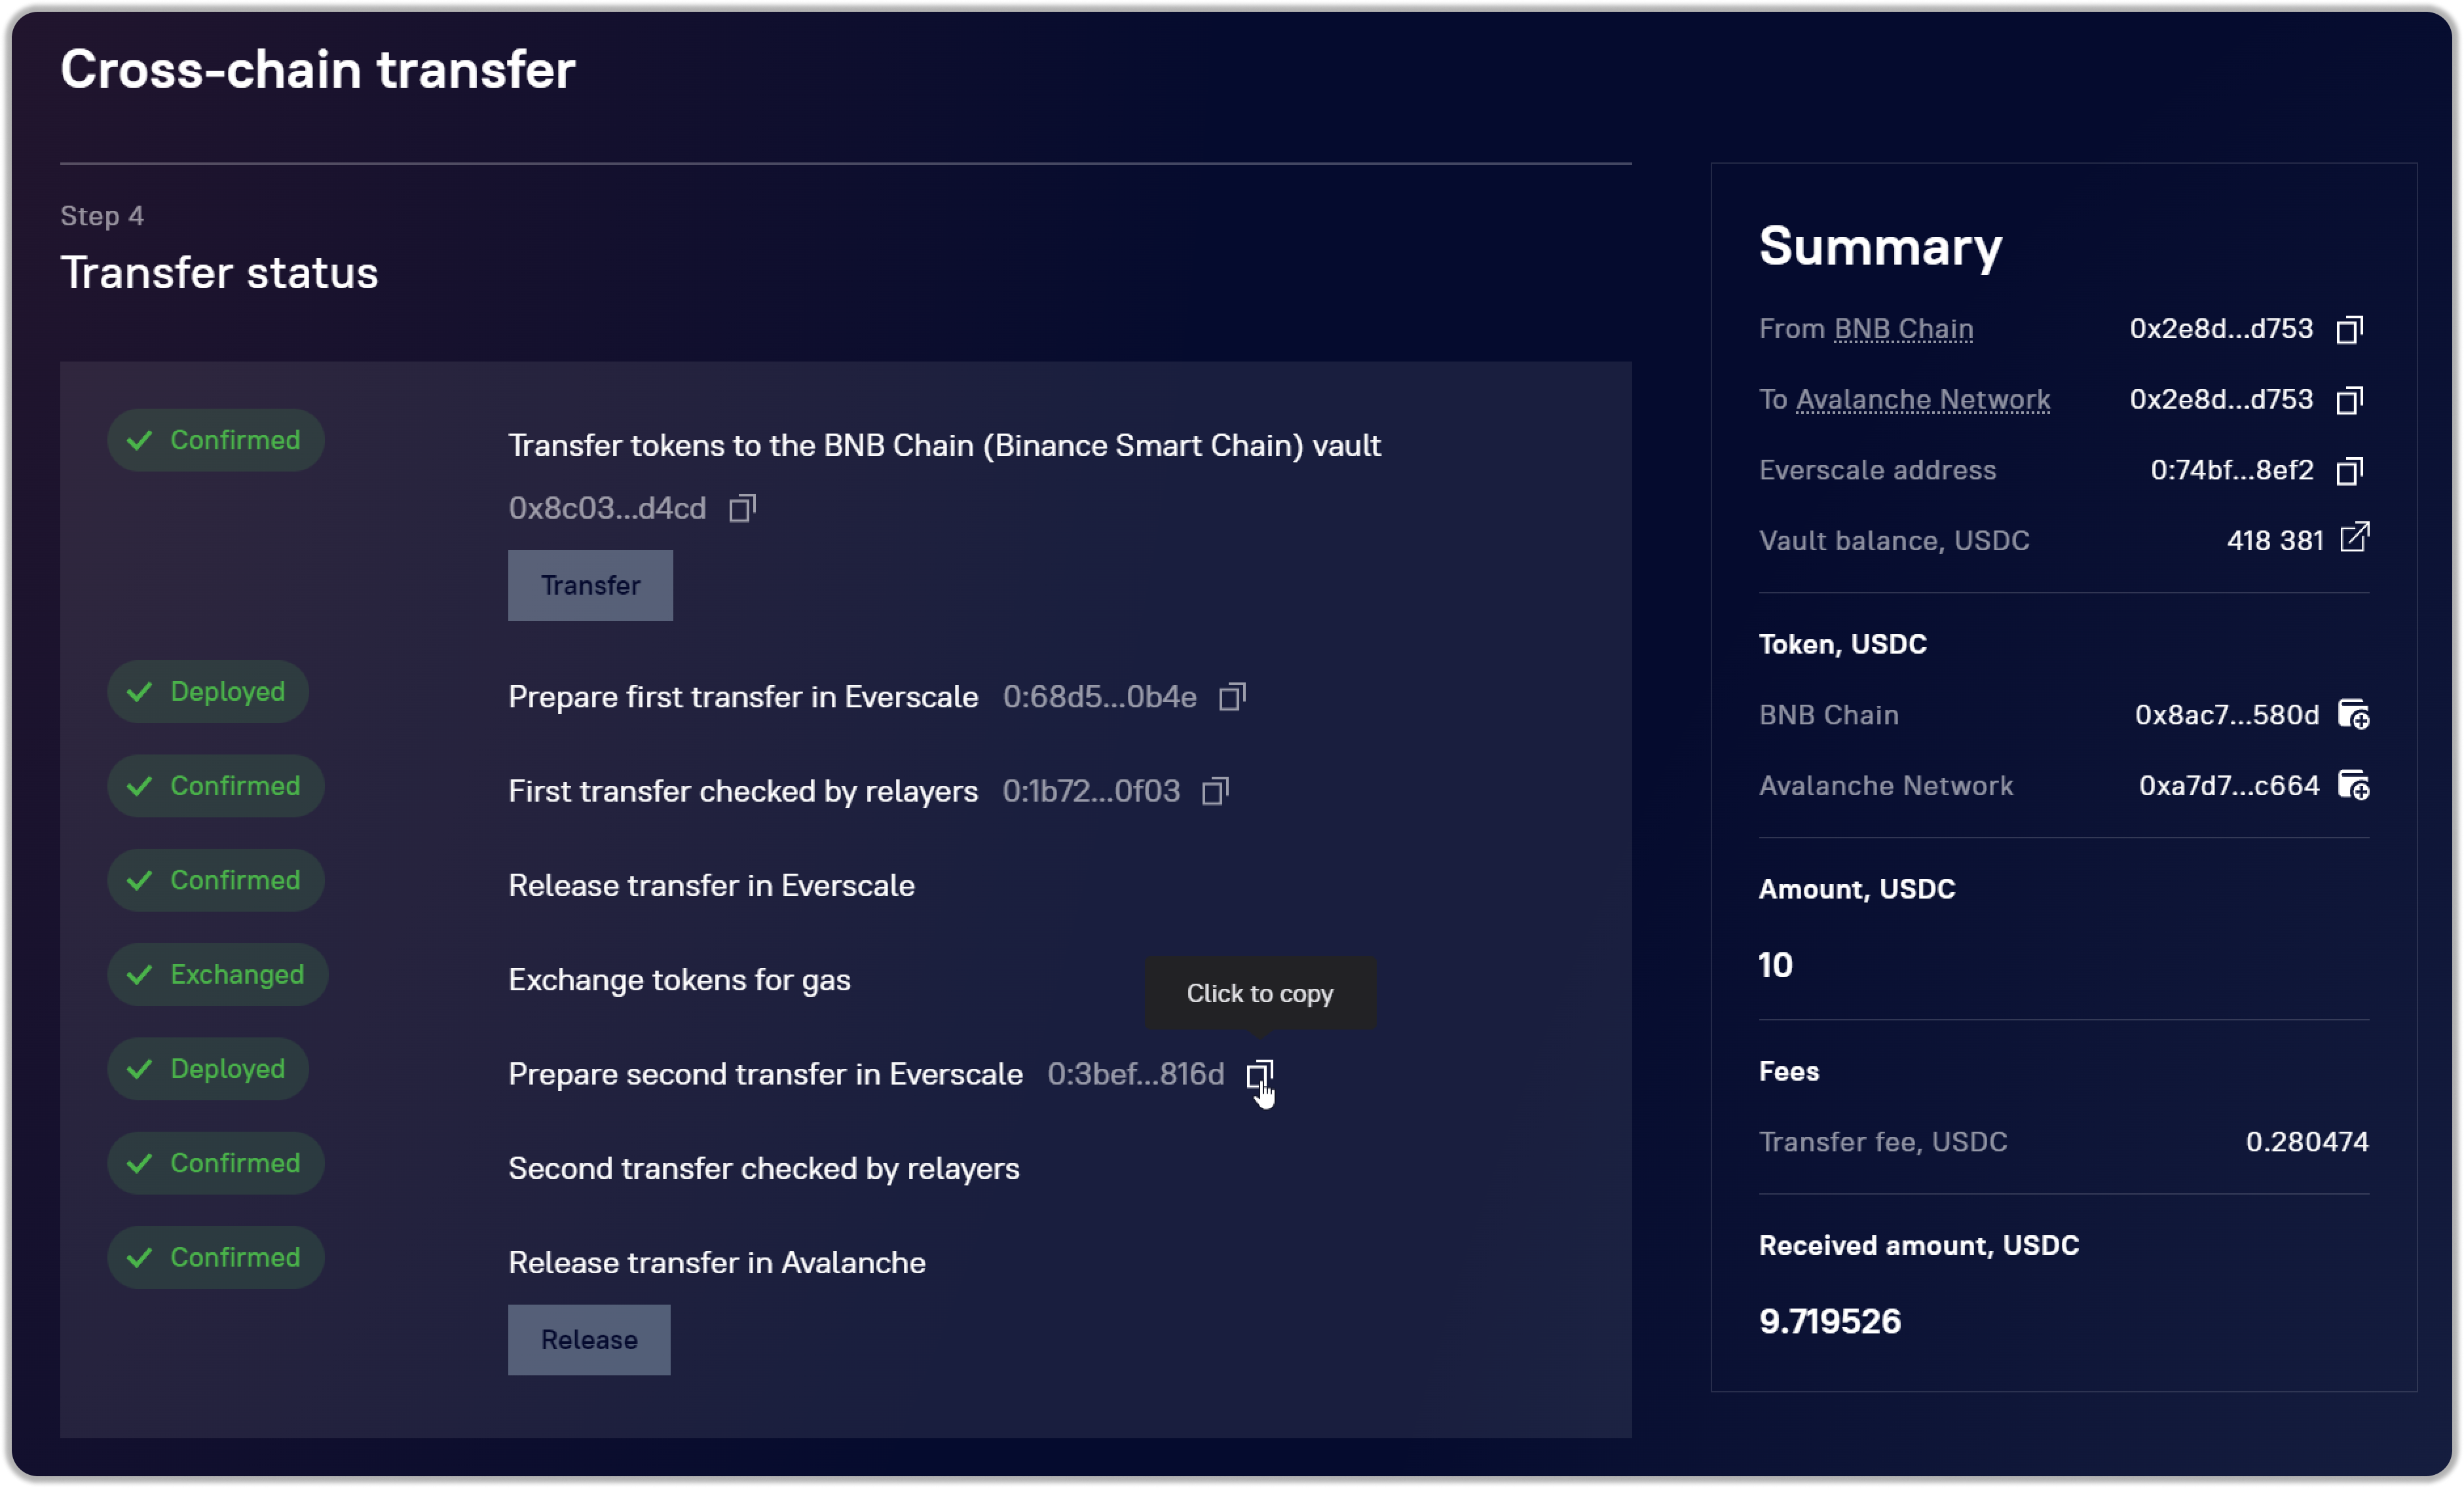 Cross-chain transfer
Step 4
Transfer status
Confirmed
Transfer tokens to the BNB Chain (Binance Smart Chain) vault
0x8c03...d4cd
Transfer
Deployed
Prepare first transfer in Everscale 0:68d5...0b4e
Confirmed
First transfer checked by relayers 0:1b72...0f03
Confirmed
Release transfer in Everscale
Exchanged
Exchange tokens for gas
Click to copy
Deployed
Prepare second transfer in Everscale 0:3bef...816d
Confirmed
Second transfer checked by relayers
Confirmed
Release transfer in Avalanche
Release
Summary
From BNB Chain 0x2e8d...d753
To Avalanche Network 0x2e8d...d753
Everscale address 0:74bf...8ef2
Vault balance, USDC 418 381
Token, USDC
BNB Chain 0x8ac7...580d
Avalanche Network 0xa7d7...c664
Amount, USDC
10
Fees
Transfer fee, USDC 0.280474
Received amount, USDC
9.719526